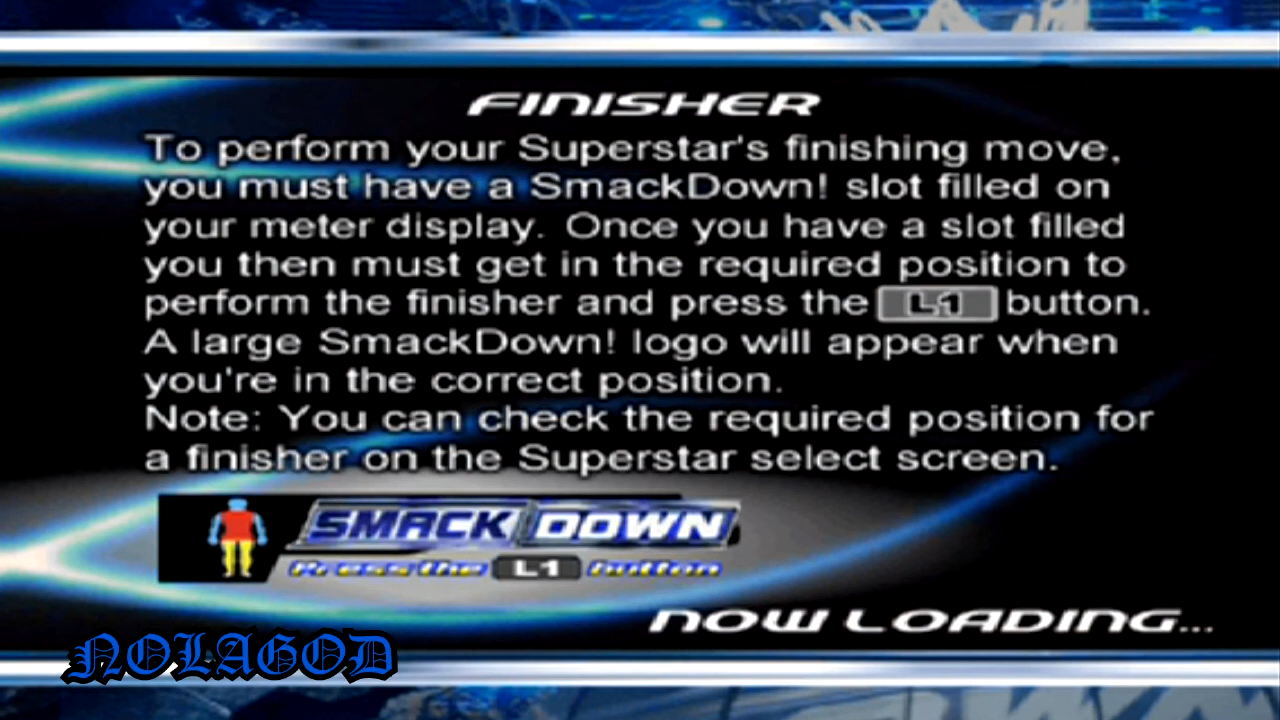 FINISHER
To perform your Superstar's finishing move,
you must have a SmackDown! slot filled on
your meter display. Once you have a slot filled
you then must get in the required position to
perform the finisher and press the L1 button.
A large SmackDown! logo will appear when
you're in the correct position.
Note: You can check the required position for
a finisher on the Superstar select screen.
SMACK DOWN
Press the L1 button
NOW LOADING...
NOLAGOD